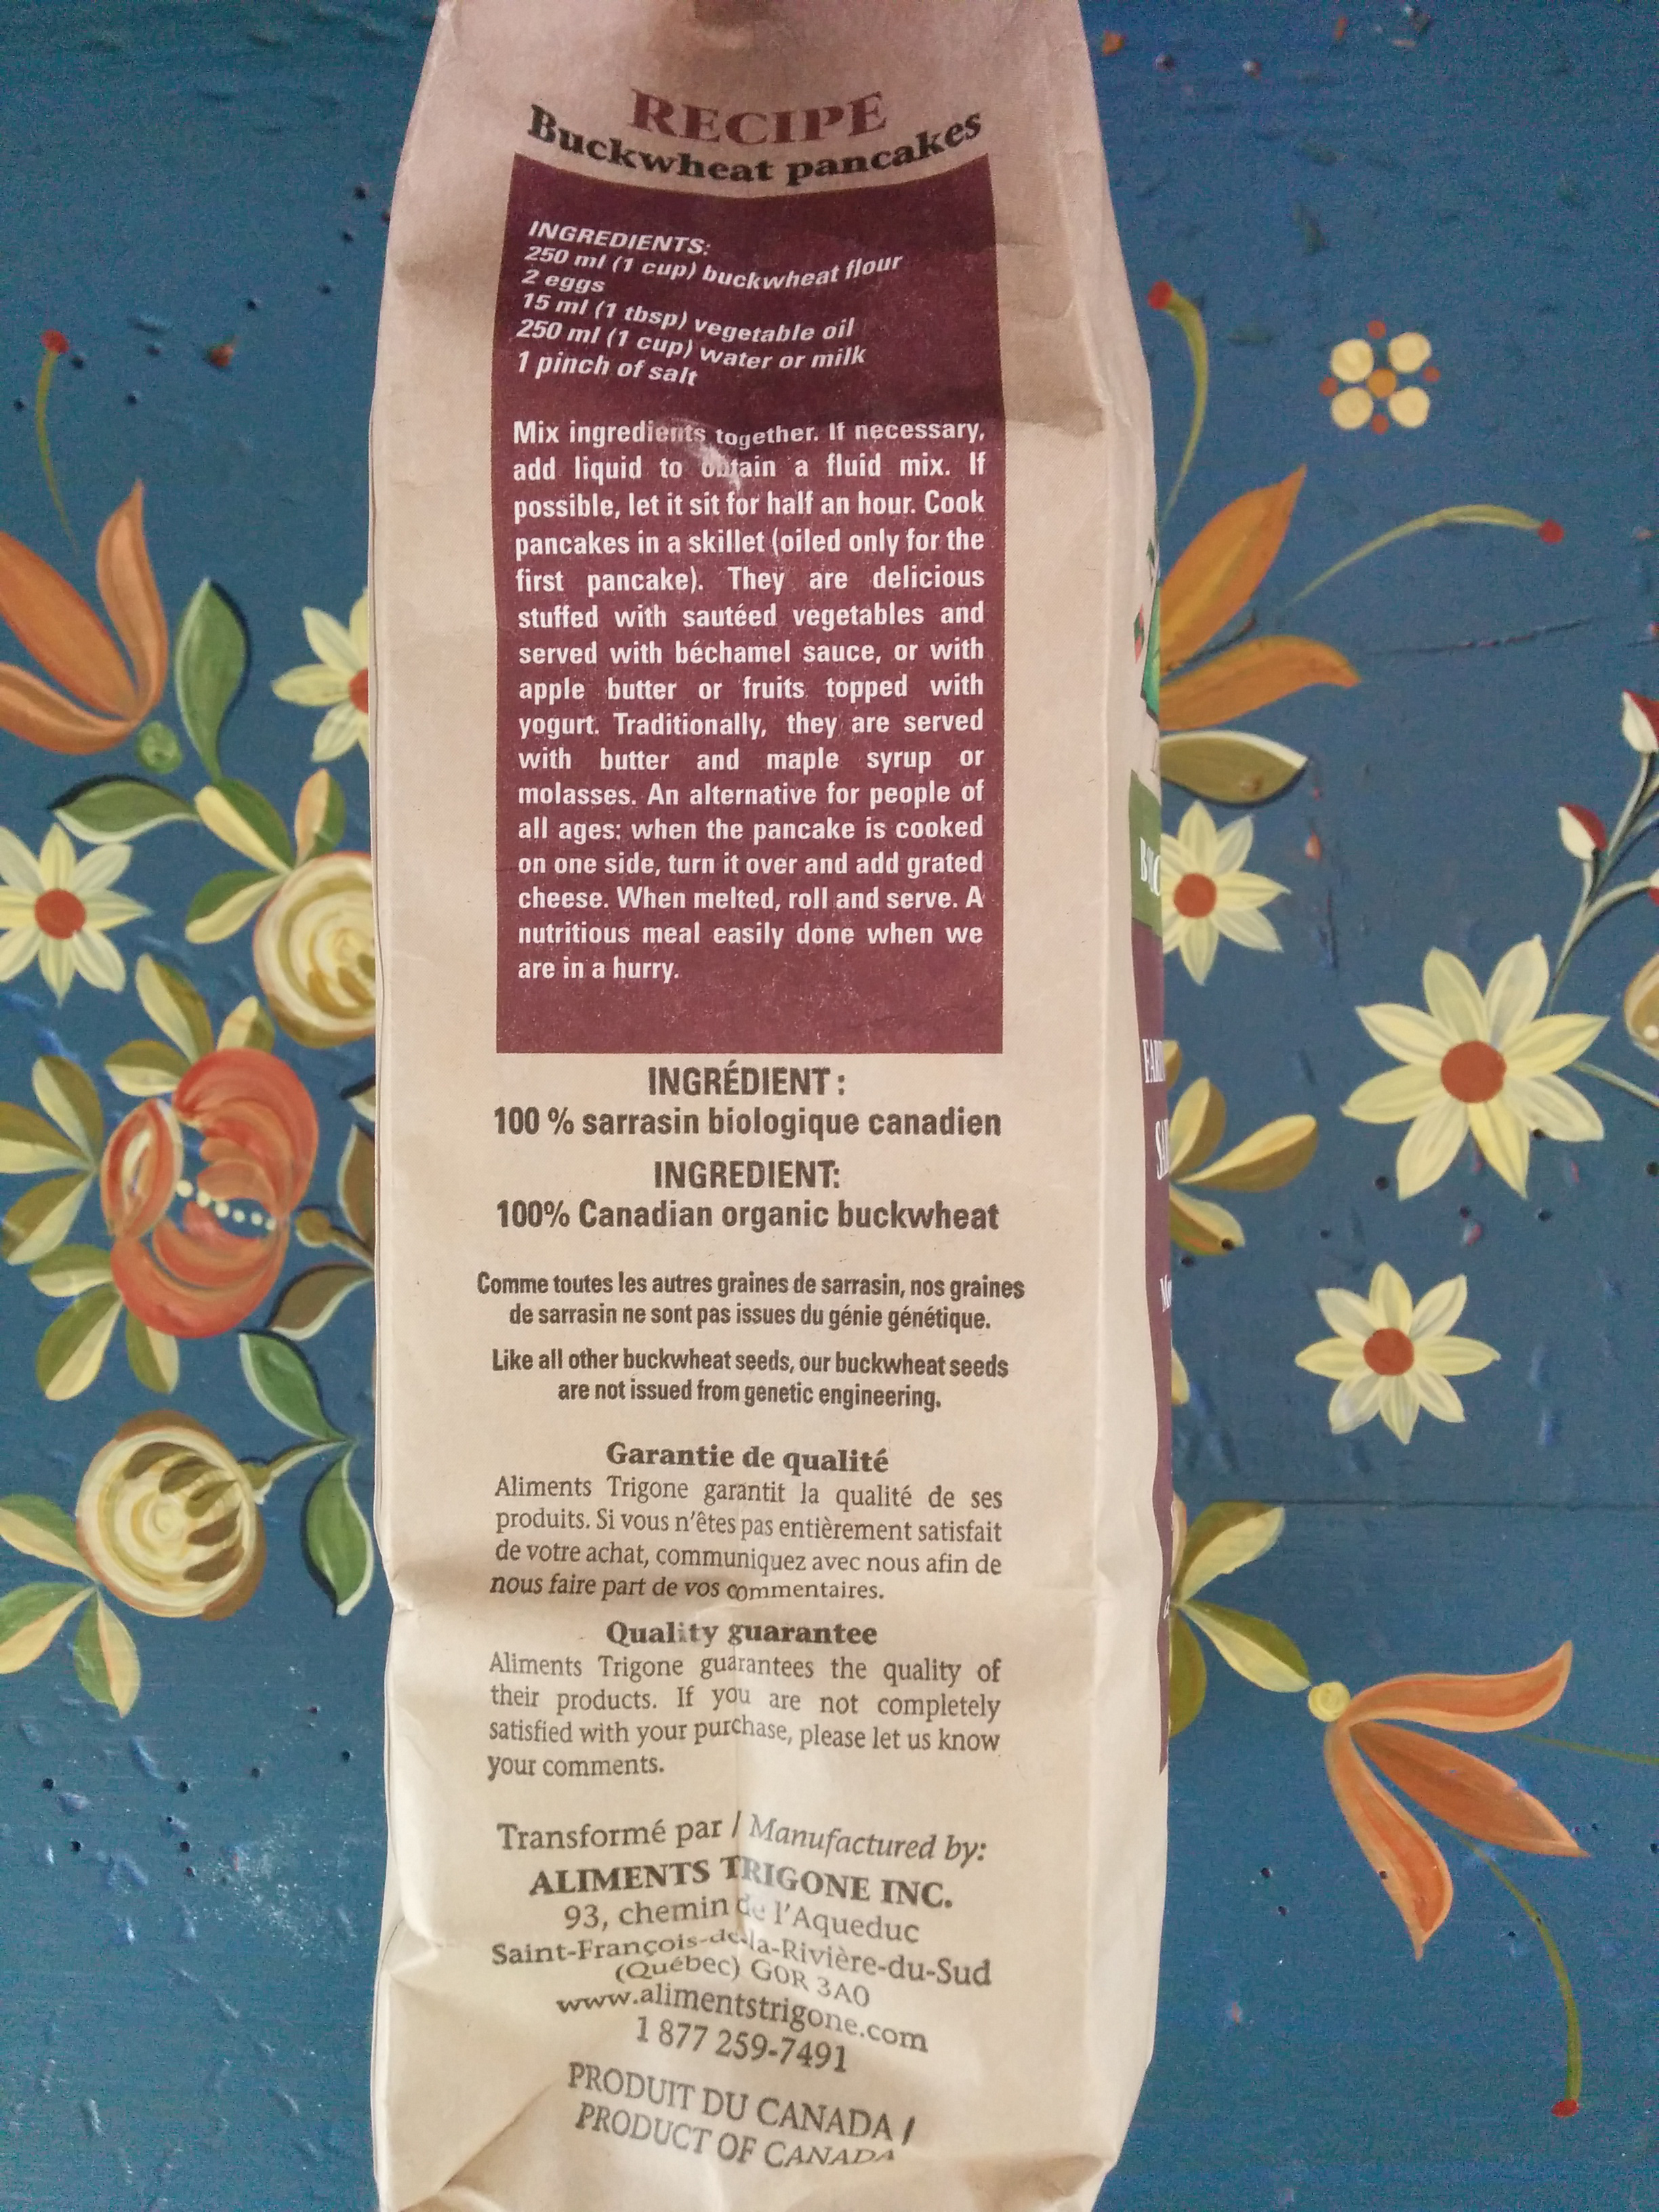 RECIPE
Buckwheat pancakes
INGREDIENTS:
250 ml (1 cup) buckwheat flour
2 eggs
15 ml (1 tbsp) vegetable oil
250 ml (1 cup) water or milk
1 pinch of salt
Mix ingredients together. If necessary,
add liquid to obtain a fluid mix. If
possible, let it sit for half an hour. Cook
pancakes in a skillet (oiled only for the
first pancake). They are delicious
stuffed with sautéed vegetables and
served with béchamel sauce, or with
apple butter or fruits topped with
yogurt. Traditionally, they are served
with butter and maple syrup or
molasses. An alternative for people of
all ages: when the pancake is cooked
on one side, turn it over and add grated
cheese. When melted, roll and serve. A
nutritious meal easily done when we
are in a hurry.
INGRÉDIENT :
100 % sarrasin biologique canadien
INGREDIENT:
100% Canadian organic buckwheat
Comme toutes les autres graines de sarrasin, nos graines
de sarrasin ne sont pas issues du génie génétique.
Like all other buckwheat seeds, our buckwheat seeds
are not issued from genetic engineering.
Garantie de qualité
Aliments Trigone garantit la qualité de ses
produits. Si vous n'êtes pas entièrement satisfait
de votre achat, communiquez avec nous afin de
nous faire part de vos commentaires.
Quality guarantee
Aliments Trigone guarantees the quality of
their products. If you are not completely
satisfied with your purchase, please let us know
your comments.
Transformé par / Manufactured by:
ALIMENTS TRIGONE INC.
93, chemin de l'Aqueduc
Saint-François-de-la-Rivière-du-Sud
(Québec) G0R 3A0
www.alimentstrigone.com
1 877 259-7491
PRODUIT DU CANADA /
PRODUCT OF CANADA